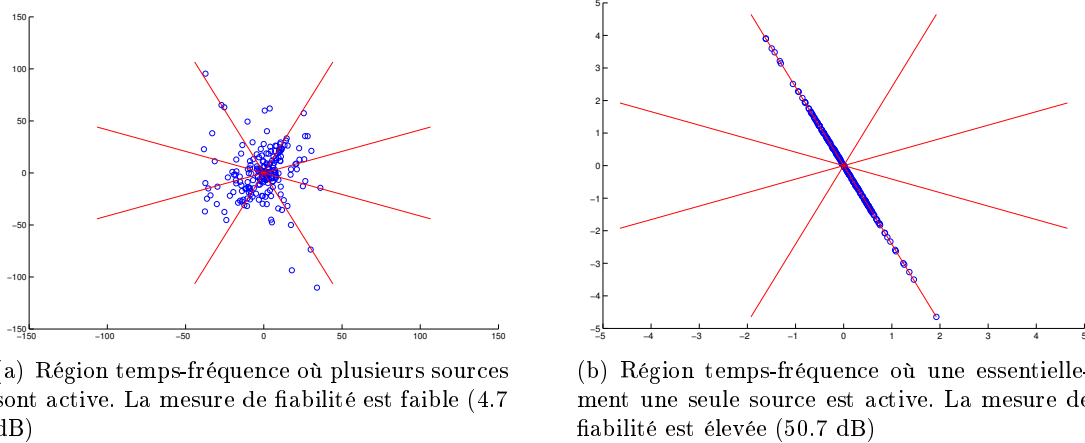 150
100
50
0
−50
−100
−150
−150 −100 −50 0 50 100 150
5
4
3
2
1
0
−1
−2
−3
−4
−5
−5 −4 −3 −2 −1 0 1 2 3 4 5
(a) Région temps-fréquence où plusieurs sources
sont active. La mesure de fiabilité est faible (4.7
dB)
(b) Région temps-fréquence où une essentielle-
ment une seule source est active. La mesure de
fiabilité est élevée (50.7 dB)